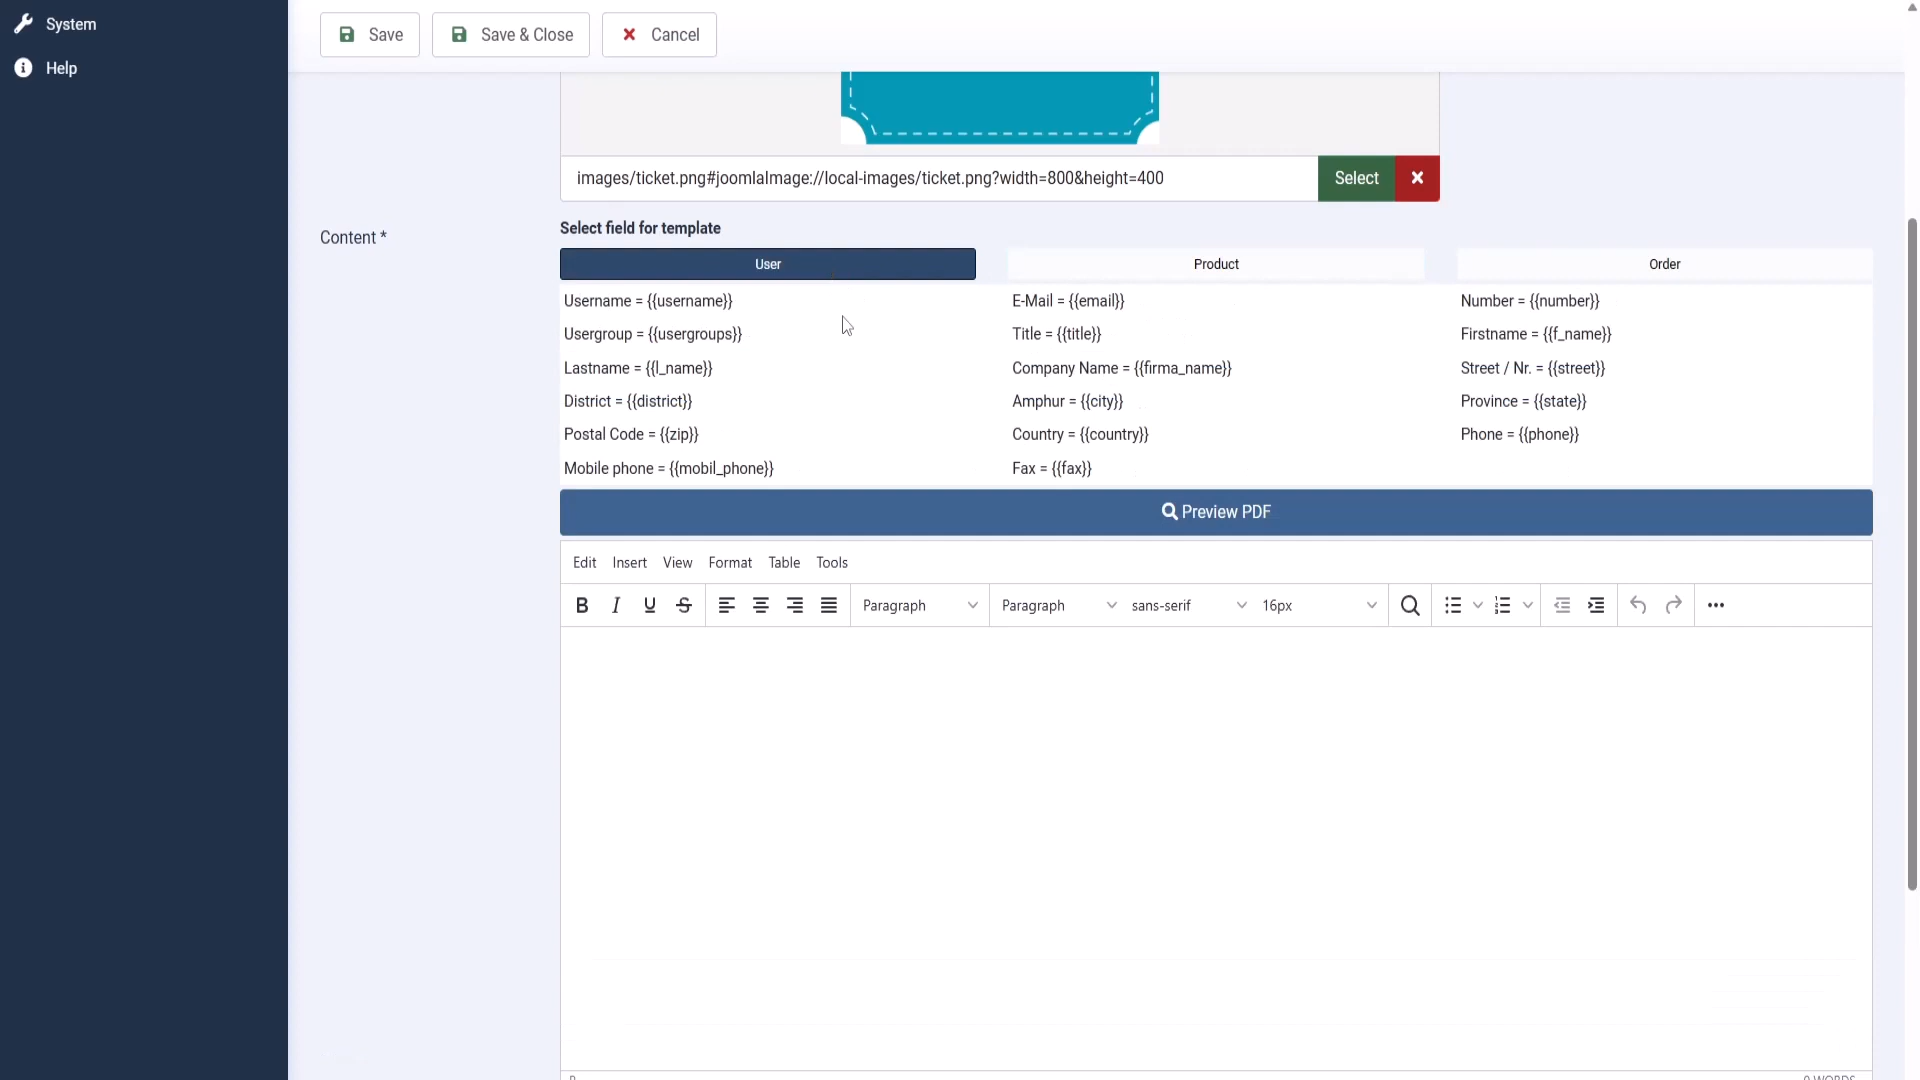 System
Save
Save & Close
Cancel
Help
images/ticket.png#joomlaImage://local-images/ticket.png?width=800&height=400
Select
Content *
Select field for template
User
Product
Order
Username = {{username}}
E-Mail = {{email}}
Number = {{number}}
Usergroup = {{usergroups}}
Title = {{title}}
Firstname = {{f_name}}
Lastname = {{l_name}}
Company Name = {{firma_name}}
Street / Nr. = {{street}}
District = {{district}}
Amphur = {{city}}
Province = {{state}}
Postal Code = {{zip}}
Country = {{country}}
Phone = {{phone}}
Mobile phone = {{mobil_phone}}
Fax = {{fax}}
Preview PDF
Edit Insert View Format Table Tools
B I U S Paragraph Paragraph sans-serif 16px
0 WORDS